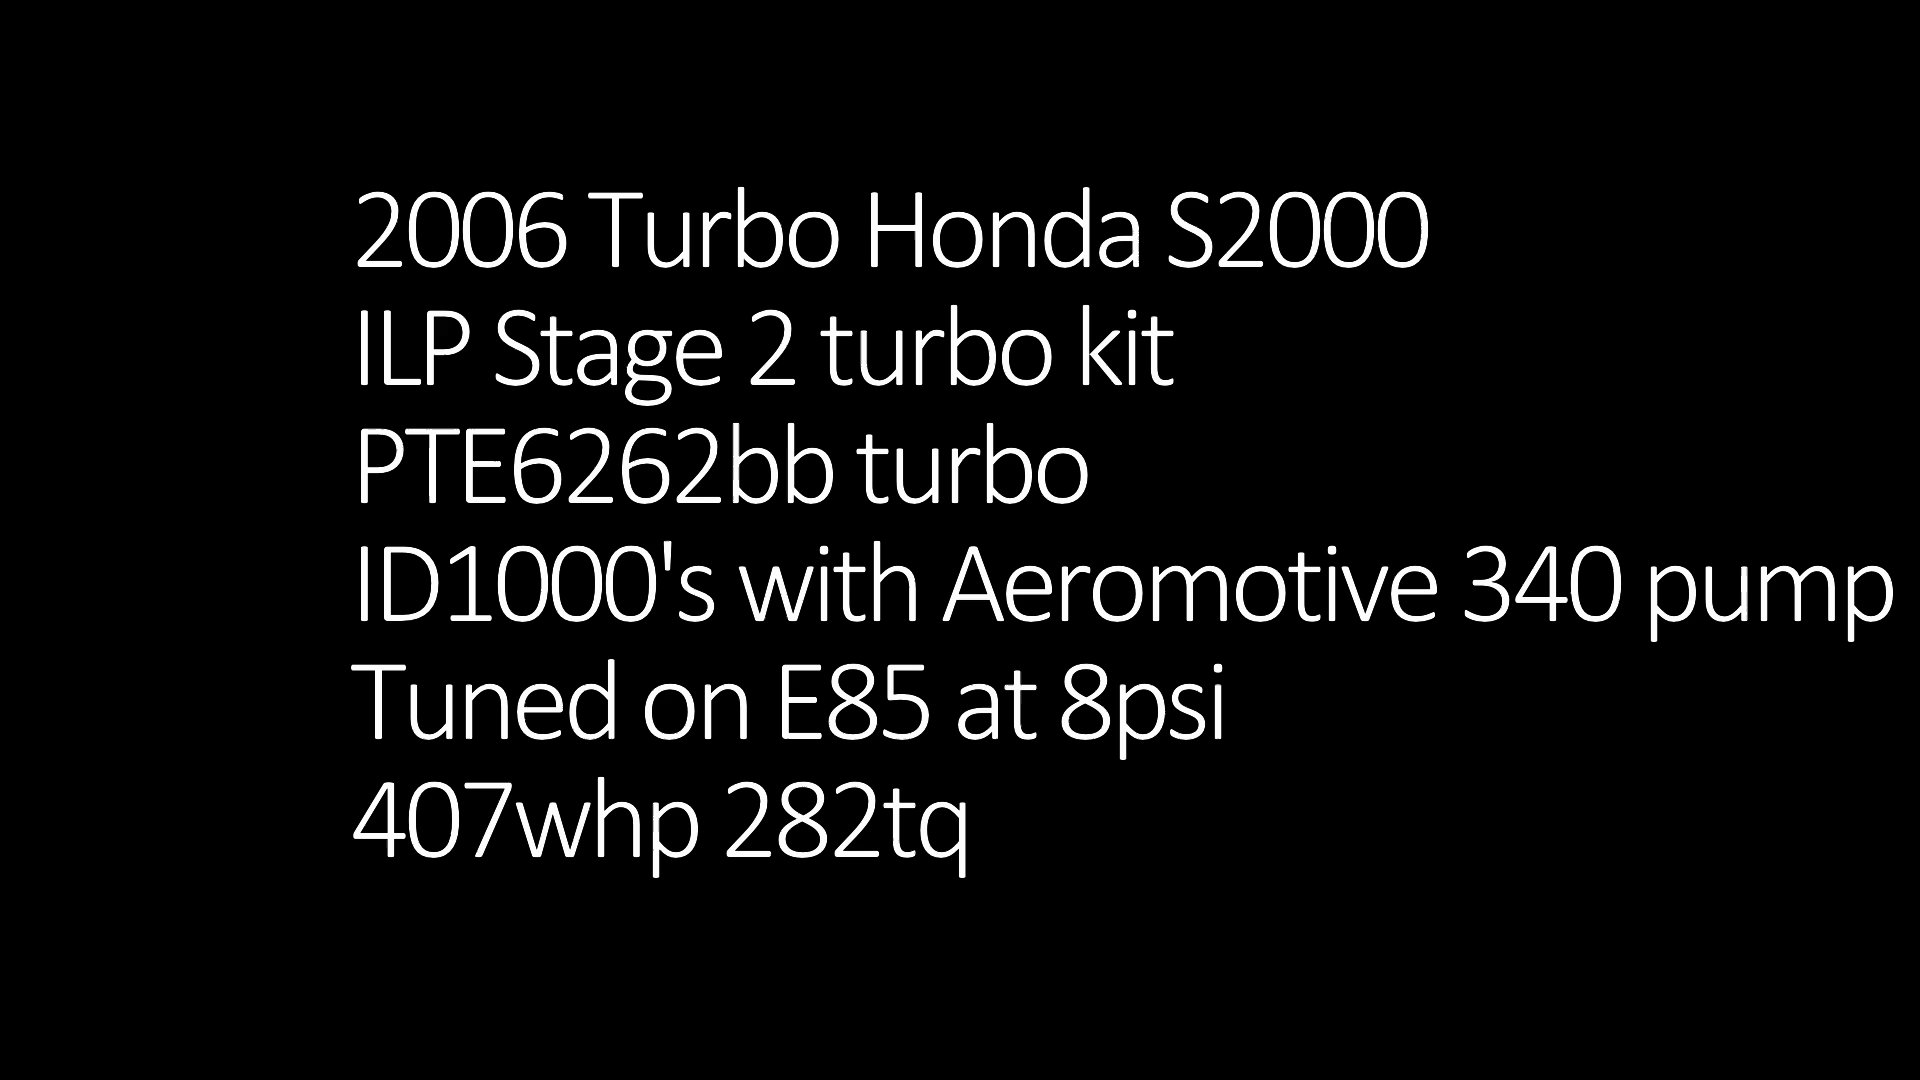 2006 Turbo Honda S2000
ILP Stage 2 turbo kit
PTE6262bb turbo
ID1000's with Aeromotive 340 pump
Tuned on E85 at 8psi
407whp 282tq